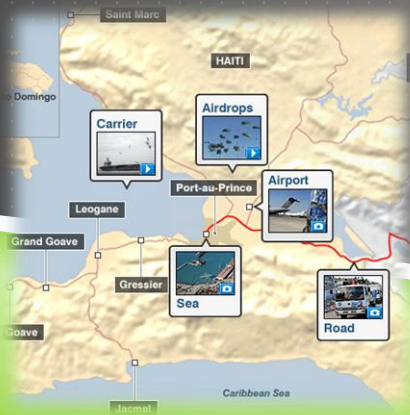 Saint Marc
HAITI
o Domingo
Airdrops
Carrier
Airport
Port-au-Prince
Leogane
Grand Goave
Gressier
Sea
Road
Goave
Caribbean Sea
Jacmel